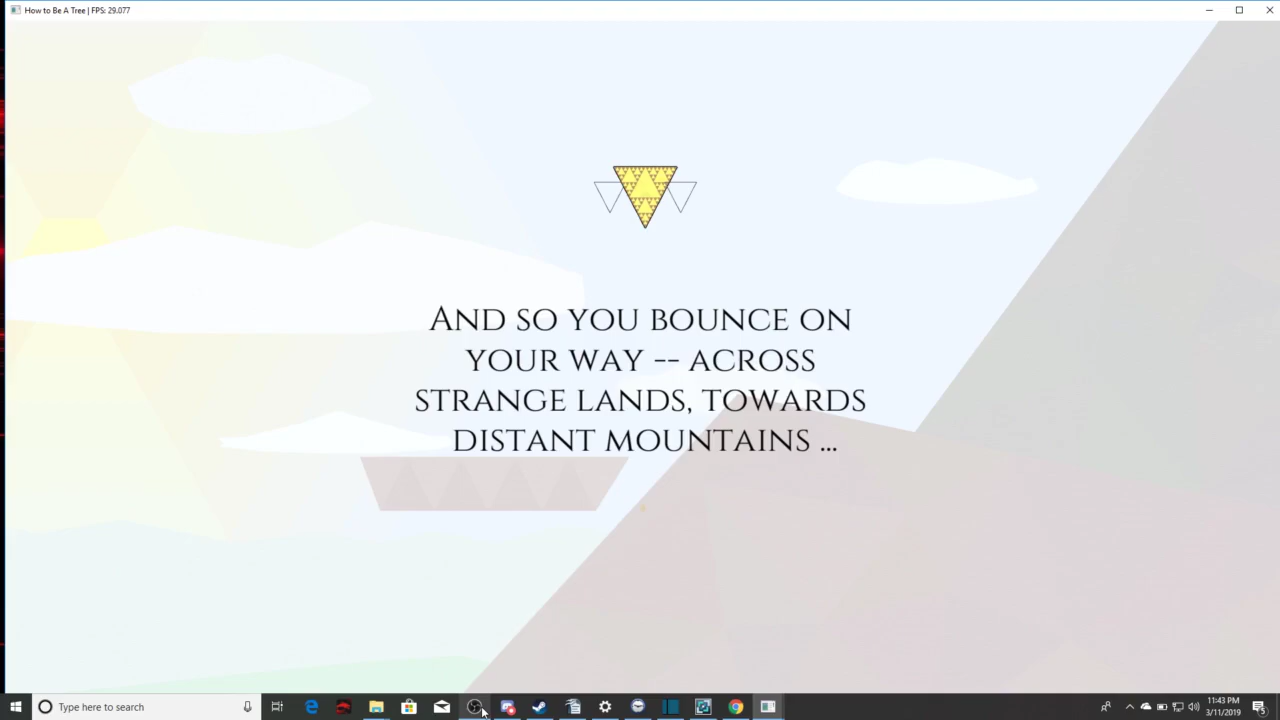 How to Be A Tree | FPS: 29.077
AND SO YOU BOUNCE ON
YOUR WAY -- ACROSS
STRANGE LANDS, TOWARDS
DISTANT MOUNTAINS ...
Type here to search
11:43 PM
3/11/2019
5